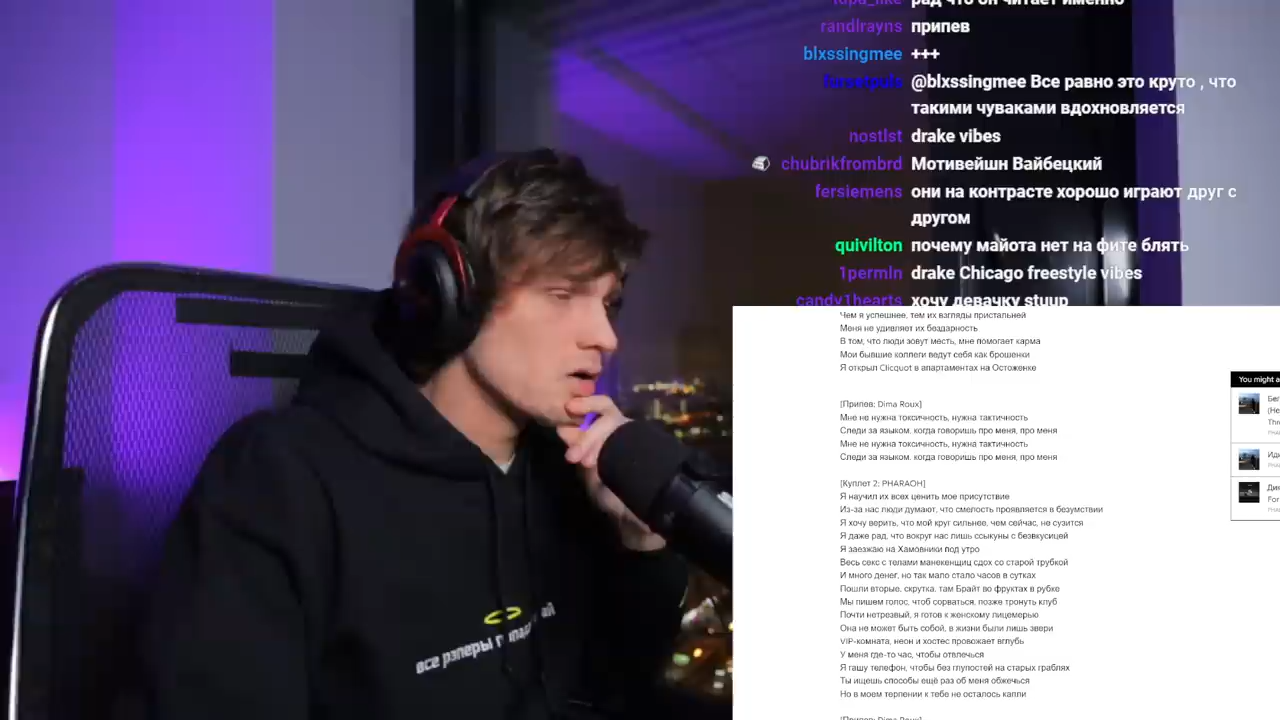 рад что он читает именно
randlrayns припев
blxssingmee +++
@blxssingmee Все равно это круто , что
такими чуваками вдохновляется
nostlst drake vibes
chubrikfrombrd Мотивейшн Вайбецкий
fersiemens они на контрасте хорошо играют друг с
другом
quivilton почему майота нет на фите блять
1permln drake Chicago freestyle vibes
candy1hearts хочу девачку stuup
Чем я успешнее, тем их взгляды пристальней
Меня не удивляет их бездарность
В том, что люди зовут месть, мне помогает карма
Мои бывшие коллеги ведут себя как брошенки
Я открыл Clicquot в апартаментах на Остоженке
[Припев: Dima Roux]
Мне не нужна токсичность, нужна тактичность
Следи за языком, когда говоришь про меня, про меня
Мне не нужна токсичность, нужна тактичность
Следи за языком, когда говоришь про меня, про меня
[Куплет 2: PHARAOH]
Я научил их всех ценить мое присутствие
Из-за нас люди думают, что смелость проявляется в безумствии
Я хочу верить, что мой круг сильнее, чем сейчас, не сузится
Я даже рад, что вокруг нас лишь ссыкуны с безвкусицей
Я заезжаю на Хамовники под утро
Весь секс с телами манекенщиц сдох со старой трубкой
И много денег, но так мало стало часов в сутках
Пошли вторые, скрутка, там Брайт во фруктах в рубке
Мы пишем голос, чтоб сорваться, позже тронуть клуб
Почти нетрезвый, я готов к женскому лицемерью
Она не может быть собой, в жизни были лишь звери
VIP-комната, неон и хостес провожает вглубь
У меня где-то час, чтобы отвлечься
Я гашу телефон, чтобы без глупостей на старых граблях
Ты ищешь способы ещё раз об меня обжечься
Но в моем терпении к тебе не осталось капли
[Припев: Dima Roux]
You might a
Бел
(Не
Thr
Иди
Ди
For
все рэперы